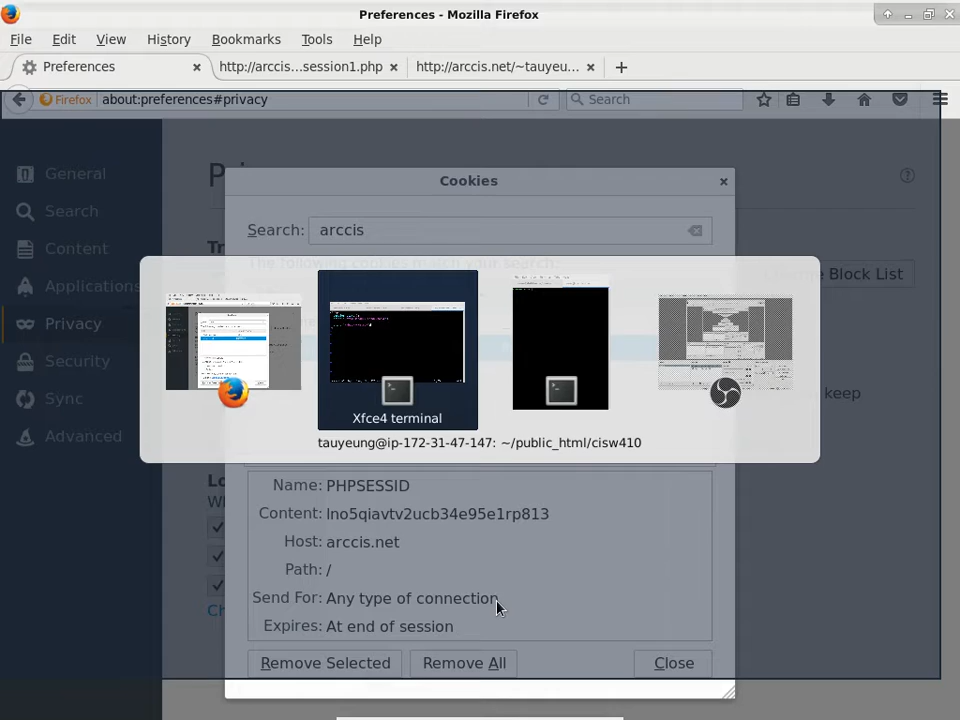 Preferences - Mozilla Firefox
File Edit View History Bookmarks Tools Help
Preferences
http://arccis...session1.php
http://arccis.net/~tauyeu...
Firefox about:preferences#privacy
Search
General
Search
Content
Applications
Privacy
Security
Sync
Advanced
Cookies
Search: arccis
The following cookies match your search:
Change Block List
keep
Xfce4 terminal
tauyeung@ip-172-31-47-147: ~/public_html/cisw410
Name: PHPSESSID
Content: lno5qiavtv2ucb34e95e1rp813
Host: arccis.net
Path: /
Send For: Any type of connection
Expires: At end of session
Remove Selected
Remove All
Close